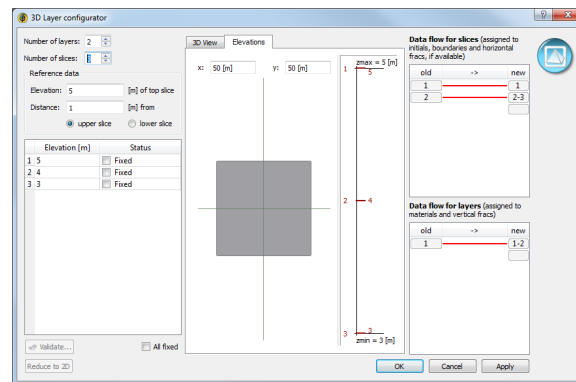 3D Layer configurator
Number of layers: 2
Number of slices:
Reference data
Elevation: 5 [m] of top slice
Distance: 1 [m] from
upper slice lower slice
Elevation [m] Status
1 5 Fixed
2 4 Fixed
3 3 Fixed
Validate...
All fixed
Reduce to 2D
3D View Elevations
x: 50 [m] y: 50 [m]
zmax = 5 [m]
1 5
2 4
3 3
zmin = 3 [m]
Data flow for slices (assigned to
initials, boundaries and horizontal
fracs, if available)
old -> new
1 1
2 2-3
Data flow for layers (assigned to
materials and vertical fracs)
old -> new
1 1-2
OK Cancel Apply